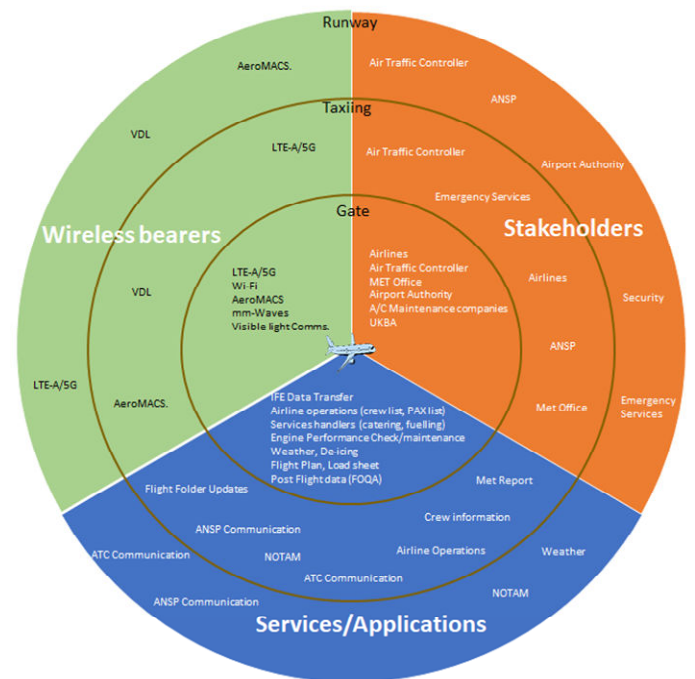 Runway
AeroMACS.
Air Traffic Controller
ANSP
Taxiing
VDL
LTE-A/5G
Air Traffic Controller
Airport Authority
Emergency Services
Gate
Wireless bearers
Stakeholders
LTE-A/5G
Wi-Fi
AeroMACS
mm-Waves
Visible light Comms.
Airlines
Air Traffic Controller
MET Office
Airport Authority
A/C Maintenance companies
UKBA
Airlines
Security
VDL
ANSP
LTE-A/5G
AeroMACS.
Met Office
Emergency
Services
IFE Data Transfer
Airline operations (crew list, PAX list)
Services handlers (catering, fuelling)
Engine Performance Check/maintenance
Weather, De-icing
Flight Plan, Load sheet
Post Flight data (FOQA)
Flight Folder Updates
Met Report
Crew information
ANSP Communication
ATC Communication
NOTAM
Airline Operations
Weather
ATC Communication
NOTAM
ANSP Communication
Services/Applications